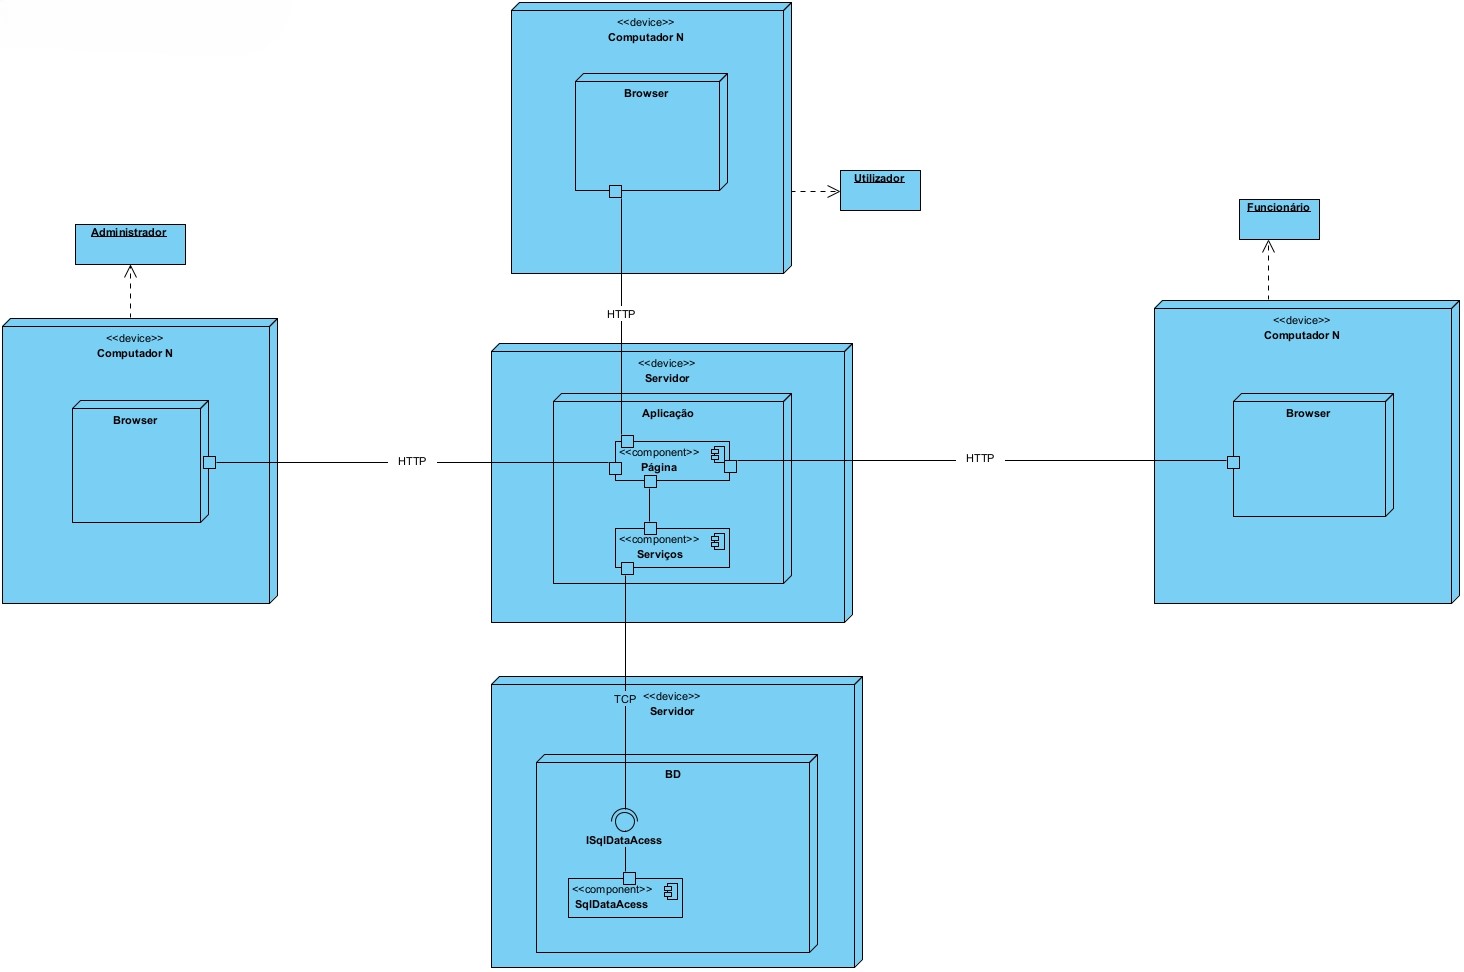 <<device>>
Computador N
Browser
Utilizador
Funcionário
Administrador
HTTP
<<device>>
Computador N
Browser
HTTP
<<device>>
Servidor
Aplicação
<<component>>
Página
<<component>>
Serviços
HTTP
<<device>>
Computador N
Browser
TCP
<<device>>
Servidor
BD
ISqlDataAcess
<<component>>
SqlDataAcess